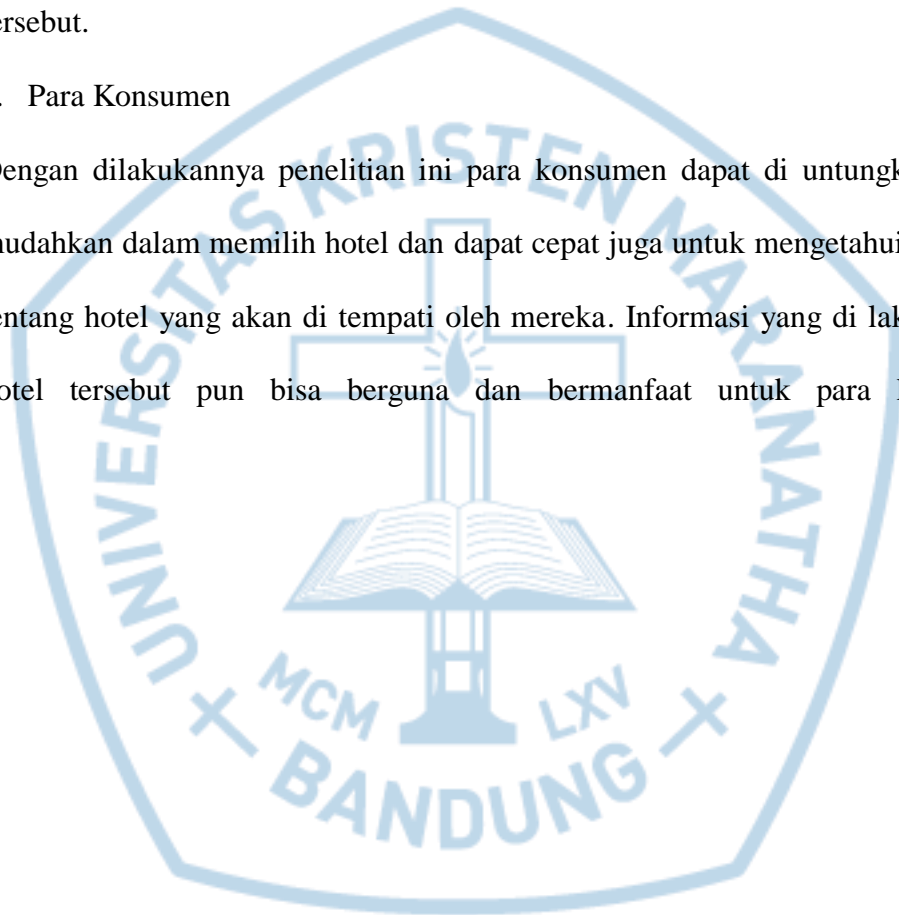 ersebut.
. Para Konsumen
engan dilakukannya penelitian ini para konsumen dapat di untungk
udahkan dalam memilih hotel dan dapat cepat juga untuk mengetahui
entang hotel yang akan di tempati oleh mereka. Informasi yang di lak
otel tersebut pun bisa berguna dan bermanfaat untuk para
UNIVERSITAS KRISTEN MARANATHA
MCM LXV
BANDUNG